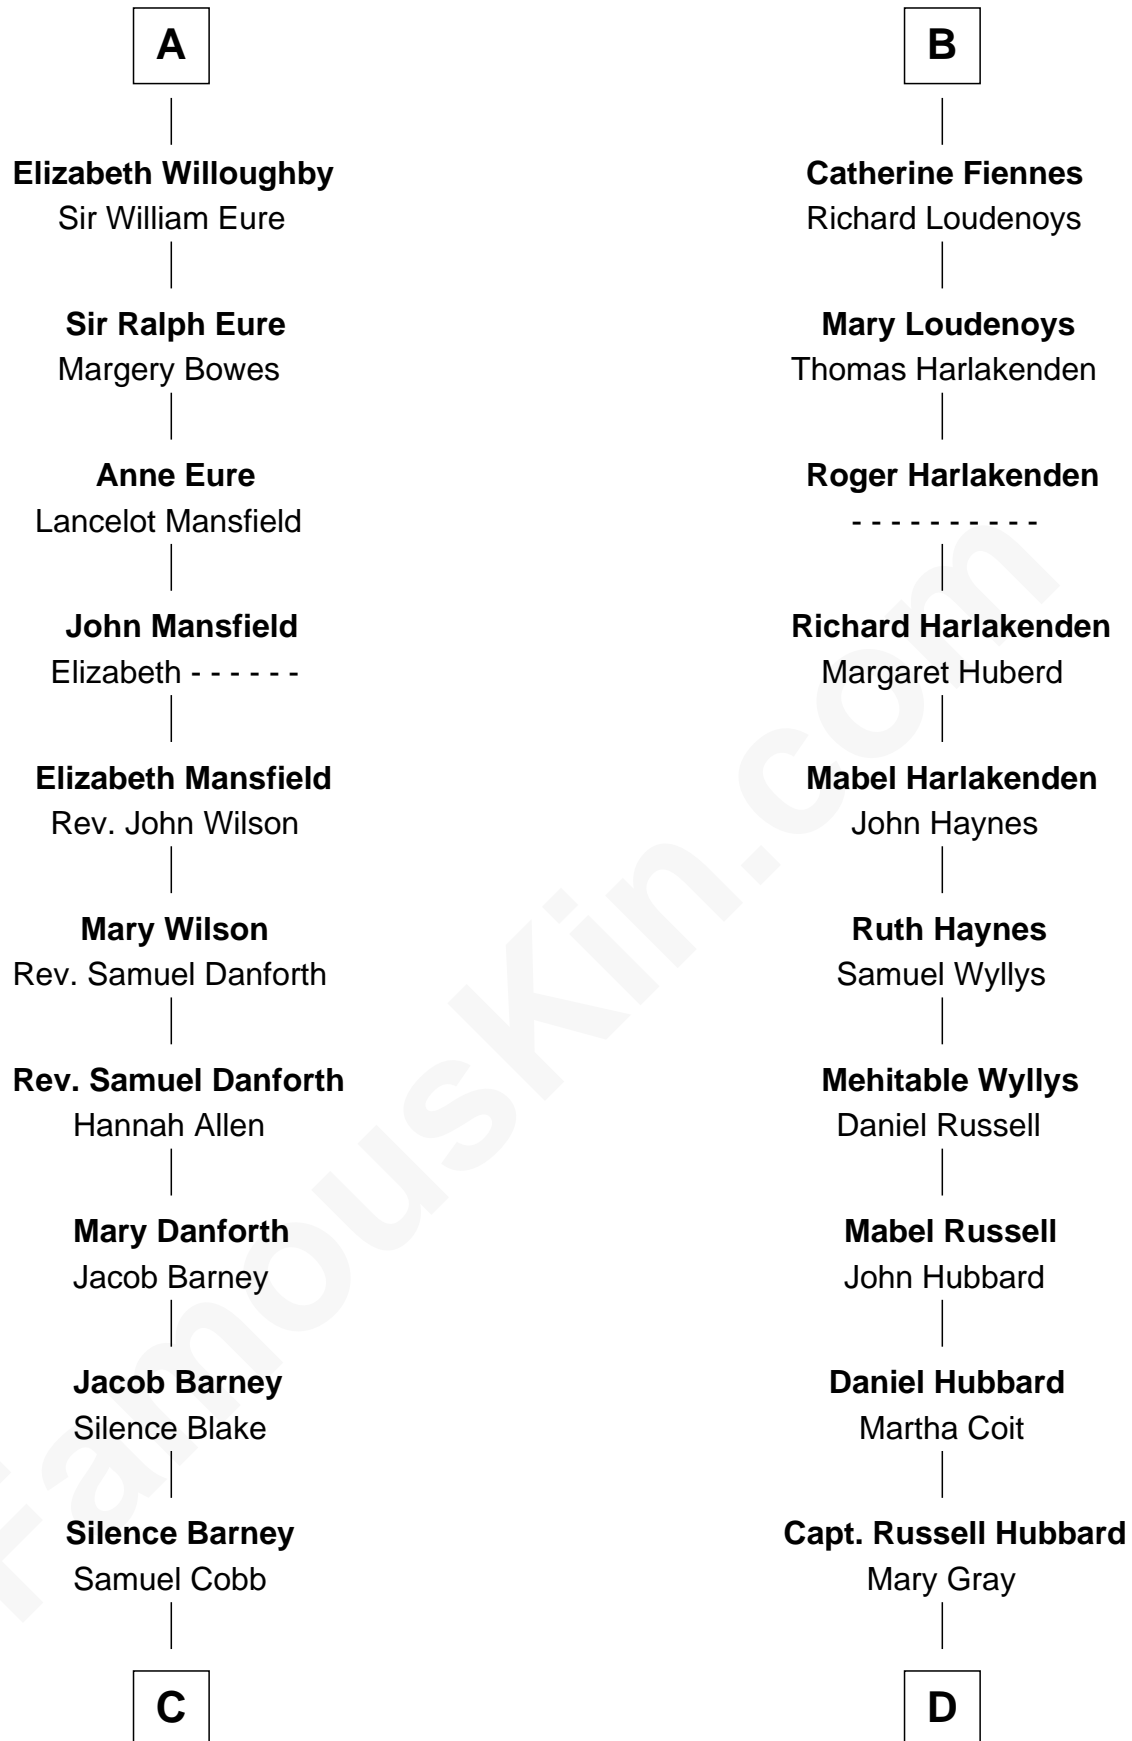 A
Elizabeth Willoughby
Sir William Eure
Sir Ralph Eure
Margery Bowes
Anne Eure
Lancelot Mansfield
John Mansfield
Elizabeth - - - - - -
Elizabeth Mansfield
Rev. John Wilson
Mary Wilson
Rev. Samuel Danforth
Rev. Samuel Danforth
Hannah Allen
Mary Danforth
Jacob Barney
Jacob Barney
Silence Blake
Silence Barney
Samuel Cobb
C
B
Catherine Fiennes
Richard Loudenoys
Mary Loudenoys
Thomas Harlakenden
Roger Harlakenden
- - - - - - - - - -
Richard Harlakenden
Margaret Huberd
Mabel Harlakenden
John Haynes
Ruth Haynes
Samuel Wyllys
Mehitable Wyllys
Daniel Russell
Mabel Russell
John Hubbard
Daniel Hubbard
Martha Coit
Capt. Russell Hubbard
Mary Gray
D
FamousKin.com